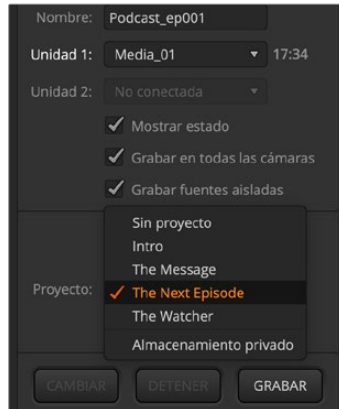 Nombre: Podcast_ep001
Unidad 1: Media_01 17:34
Unidad 2: No conectada
Mostrar estado
Grabar en todas las cámaras
Grabar fuentes aisladas
Sin proyecto
Intro
The Message
Proyecto: The Next Episode
The Watcher
Almacenamiento privado
CAMBIAR DETENER GRABAR